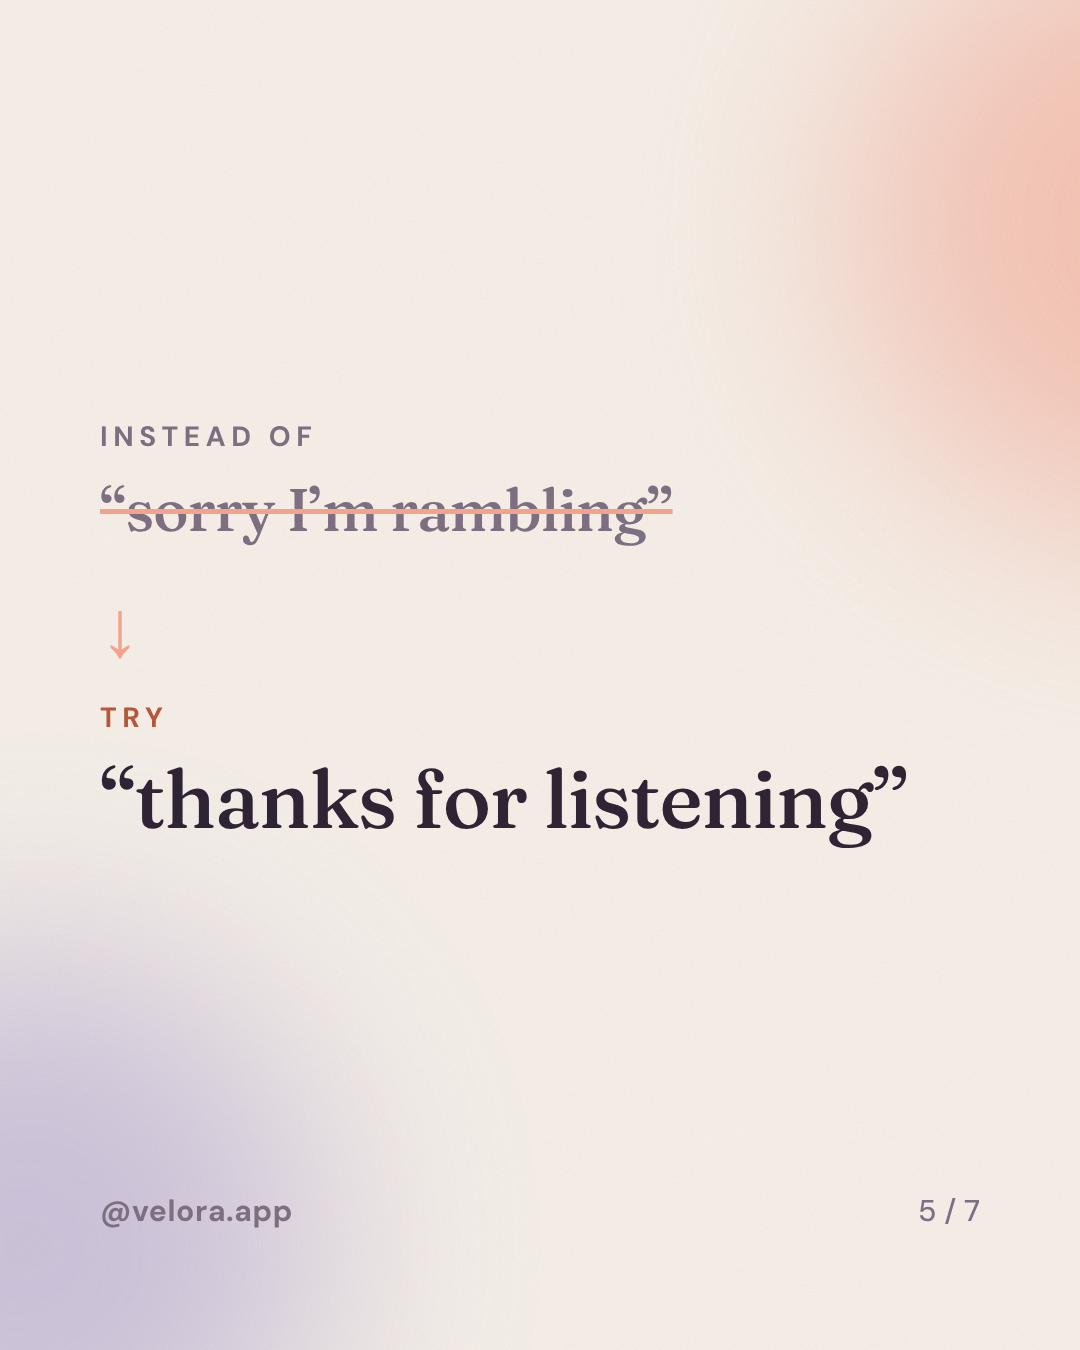 INSTEAD OF
“sorry I’m rambling”
↓
TRY
“thanks for listening”
@velora.app
5 / 7